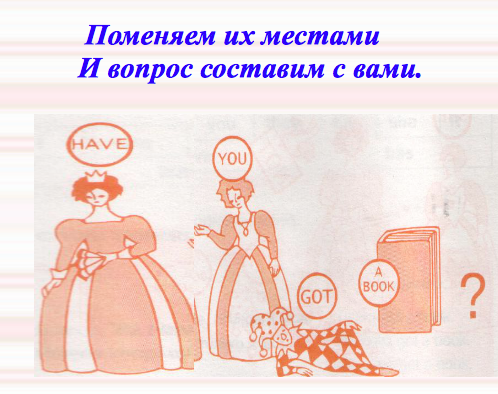 Поменяем их местами
И вопрос составим с вами.
HAVE
YOU
GOT
A
BOOK
?